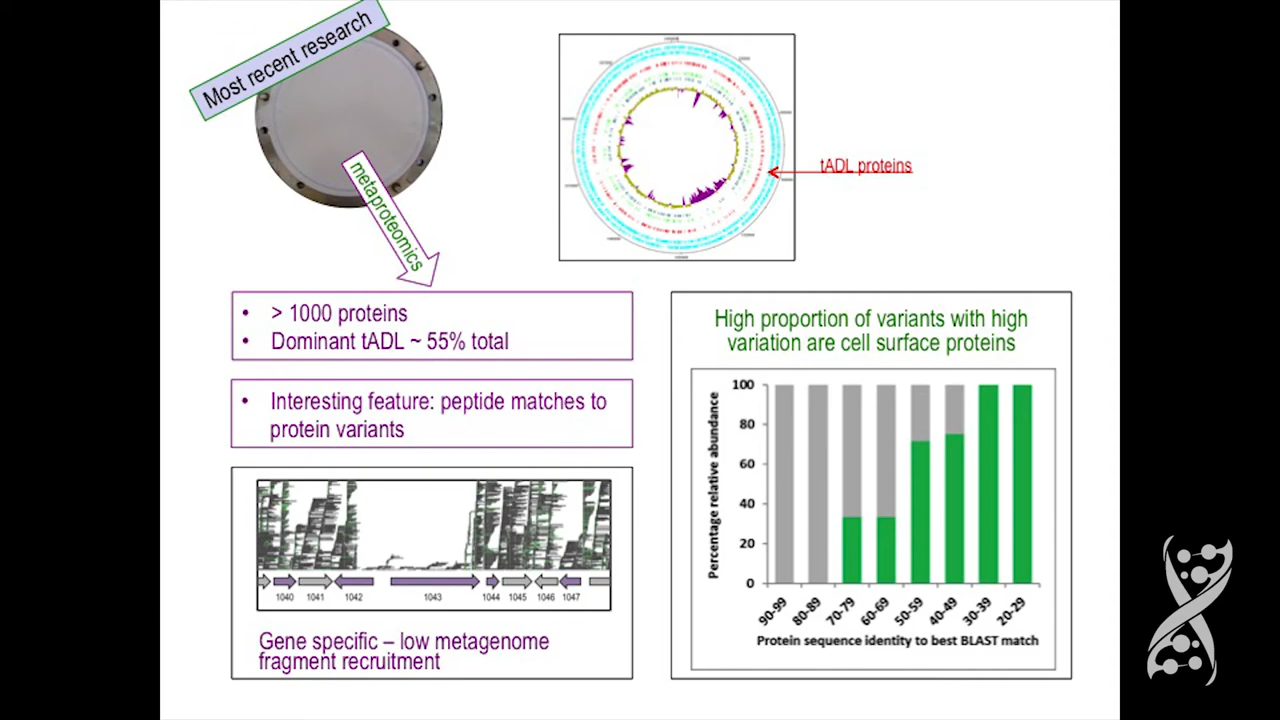 Most recent research
metaproteomics
tADL proteins
• > 1000 proteins
• Dominant tADL ~ 55% total
• Interesting feature: peptide matches to
protein variants
1040 1041 1042 1043 1044 1045 1046 1047
Gene specific – low metagenome
fragment recruitment
High proportion of variants with high
variation are cell surface proteins
Percentage relative abundance
100
80
60
40
20
0
90-99 80-89 70-79 60-69 50-59 40-49 30-39 20-29
Protein sequence identity to best BLAST match